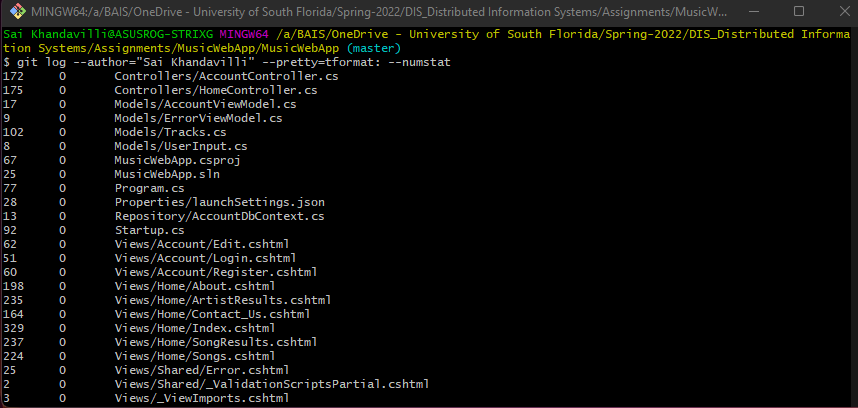 MINGW64:/a/BAIS/OneDrive - University of South Florida/Spring-2022/DIS_Distributed Information Systems/Assignments/MusicW...
Sai Khandavilli@ASUSROG-STRIXG MINGW64 /a/BAIS/OneDrive - University of South Florida/Spring-2022/DIS_Distributed Informa
tion Systems/Assignments/MusicWebApp/MusicWebApp (master)
$ git log --author="Sai Khandavilli" --pretty=tformat: --numstat
172 0 Controllers/AccountController.cs
175 0 Controllers/HomeController.cs
17 0 Models/AccountViewModel.cs
9 0 Models/ErrorViewModel.cs
102 0 Models/Tracks.cs
8 0 Models/UserInput.cs
67 0 MusicWebApp.csproj
25 0 MusicWebApp.sln
77 0 Program.cs
28 0 Properties/launchSettings.json
13 0 Repository/AccountDbContext.cs
92 0 Startup.cs
62 0 Views/Account/Edit.cshtml
51 0 Views/Account/Login.cshtml
60 0 Views/Account/Register.cshtml
198 0 Views/Home/About.cshtml
235 0 Views/Home/ArtistResults.cshtml
164 0 Views/Home/Contact_Us.cshtml
329 0 Views/Home/Index.cshtml
237 0 Views/Home/SongResults.cshtml
224 0 Views/Home/Songs.cshtml
25 0 Views/Shared/Error.cshtml
2 0 Views/Shared/_ValidationScriptsPartial.cshtml
3 0 Views/_ViewImports.cshtml